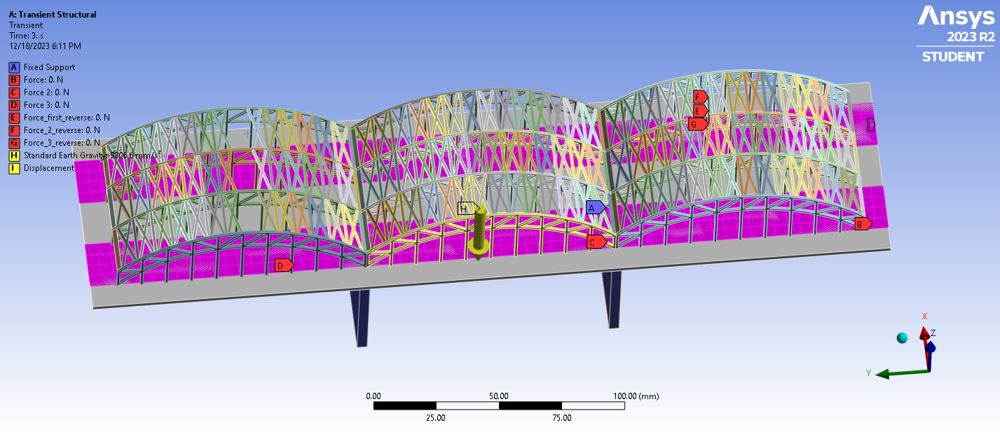 A: Transient Structural
Transient
Time: 3. s
12/18/2023 6:11 PM
A Fixed Support
B Force: 0. N
C Force 2: 0. N
D Force 3: 0. N
E Force_first_reverse: 0. N
F Force_2_reverse: 0. N
G Force_3_reverse: 0. N
H Standard Earth Gravity: 9806.6 mm/s²
I Displacement
Ansys
2023 R2
STUDENT
F
E
G
I
H
A
B
C
D
X
Z
Y
0.00 50.00 100.00 (mm)
25.00 75.00